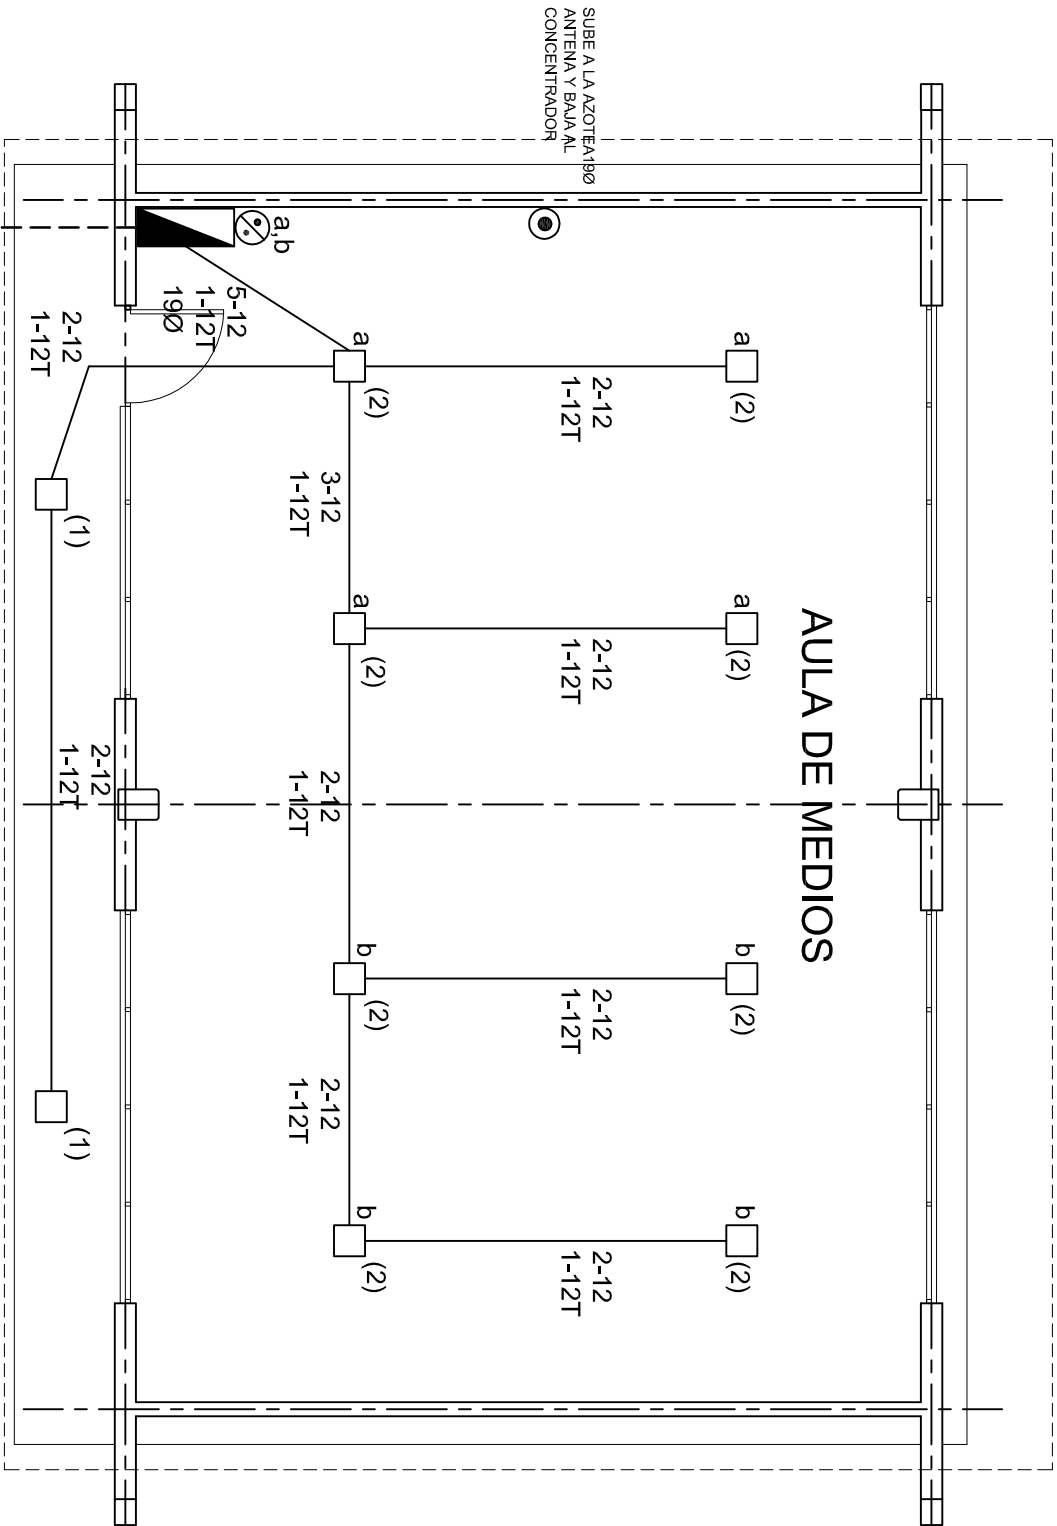 SUBE A LA AZOTEA19Ø
ANTENA Y BAJA AL
CONCENTRADOR
a,b
5-12
1-12T
19Ø
2-12
1-12T
a
(2)
2-12
1-12T
a
(2)
3-12
1-12T
(1)
a
(2)
2-12
1-12T
a
(2)
AULA DE MEDIOS
2-12
1-12T
2-12
1-12T
b
(2)
2-12
1-12T
b
(2)
2-12
1-12T
(1)
b
(2)
2-12
1-12T
b
(2)